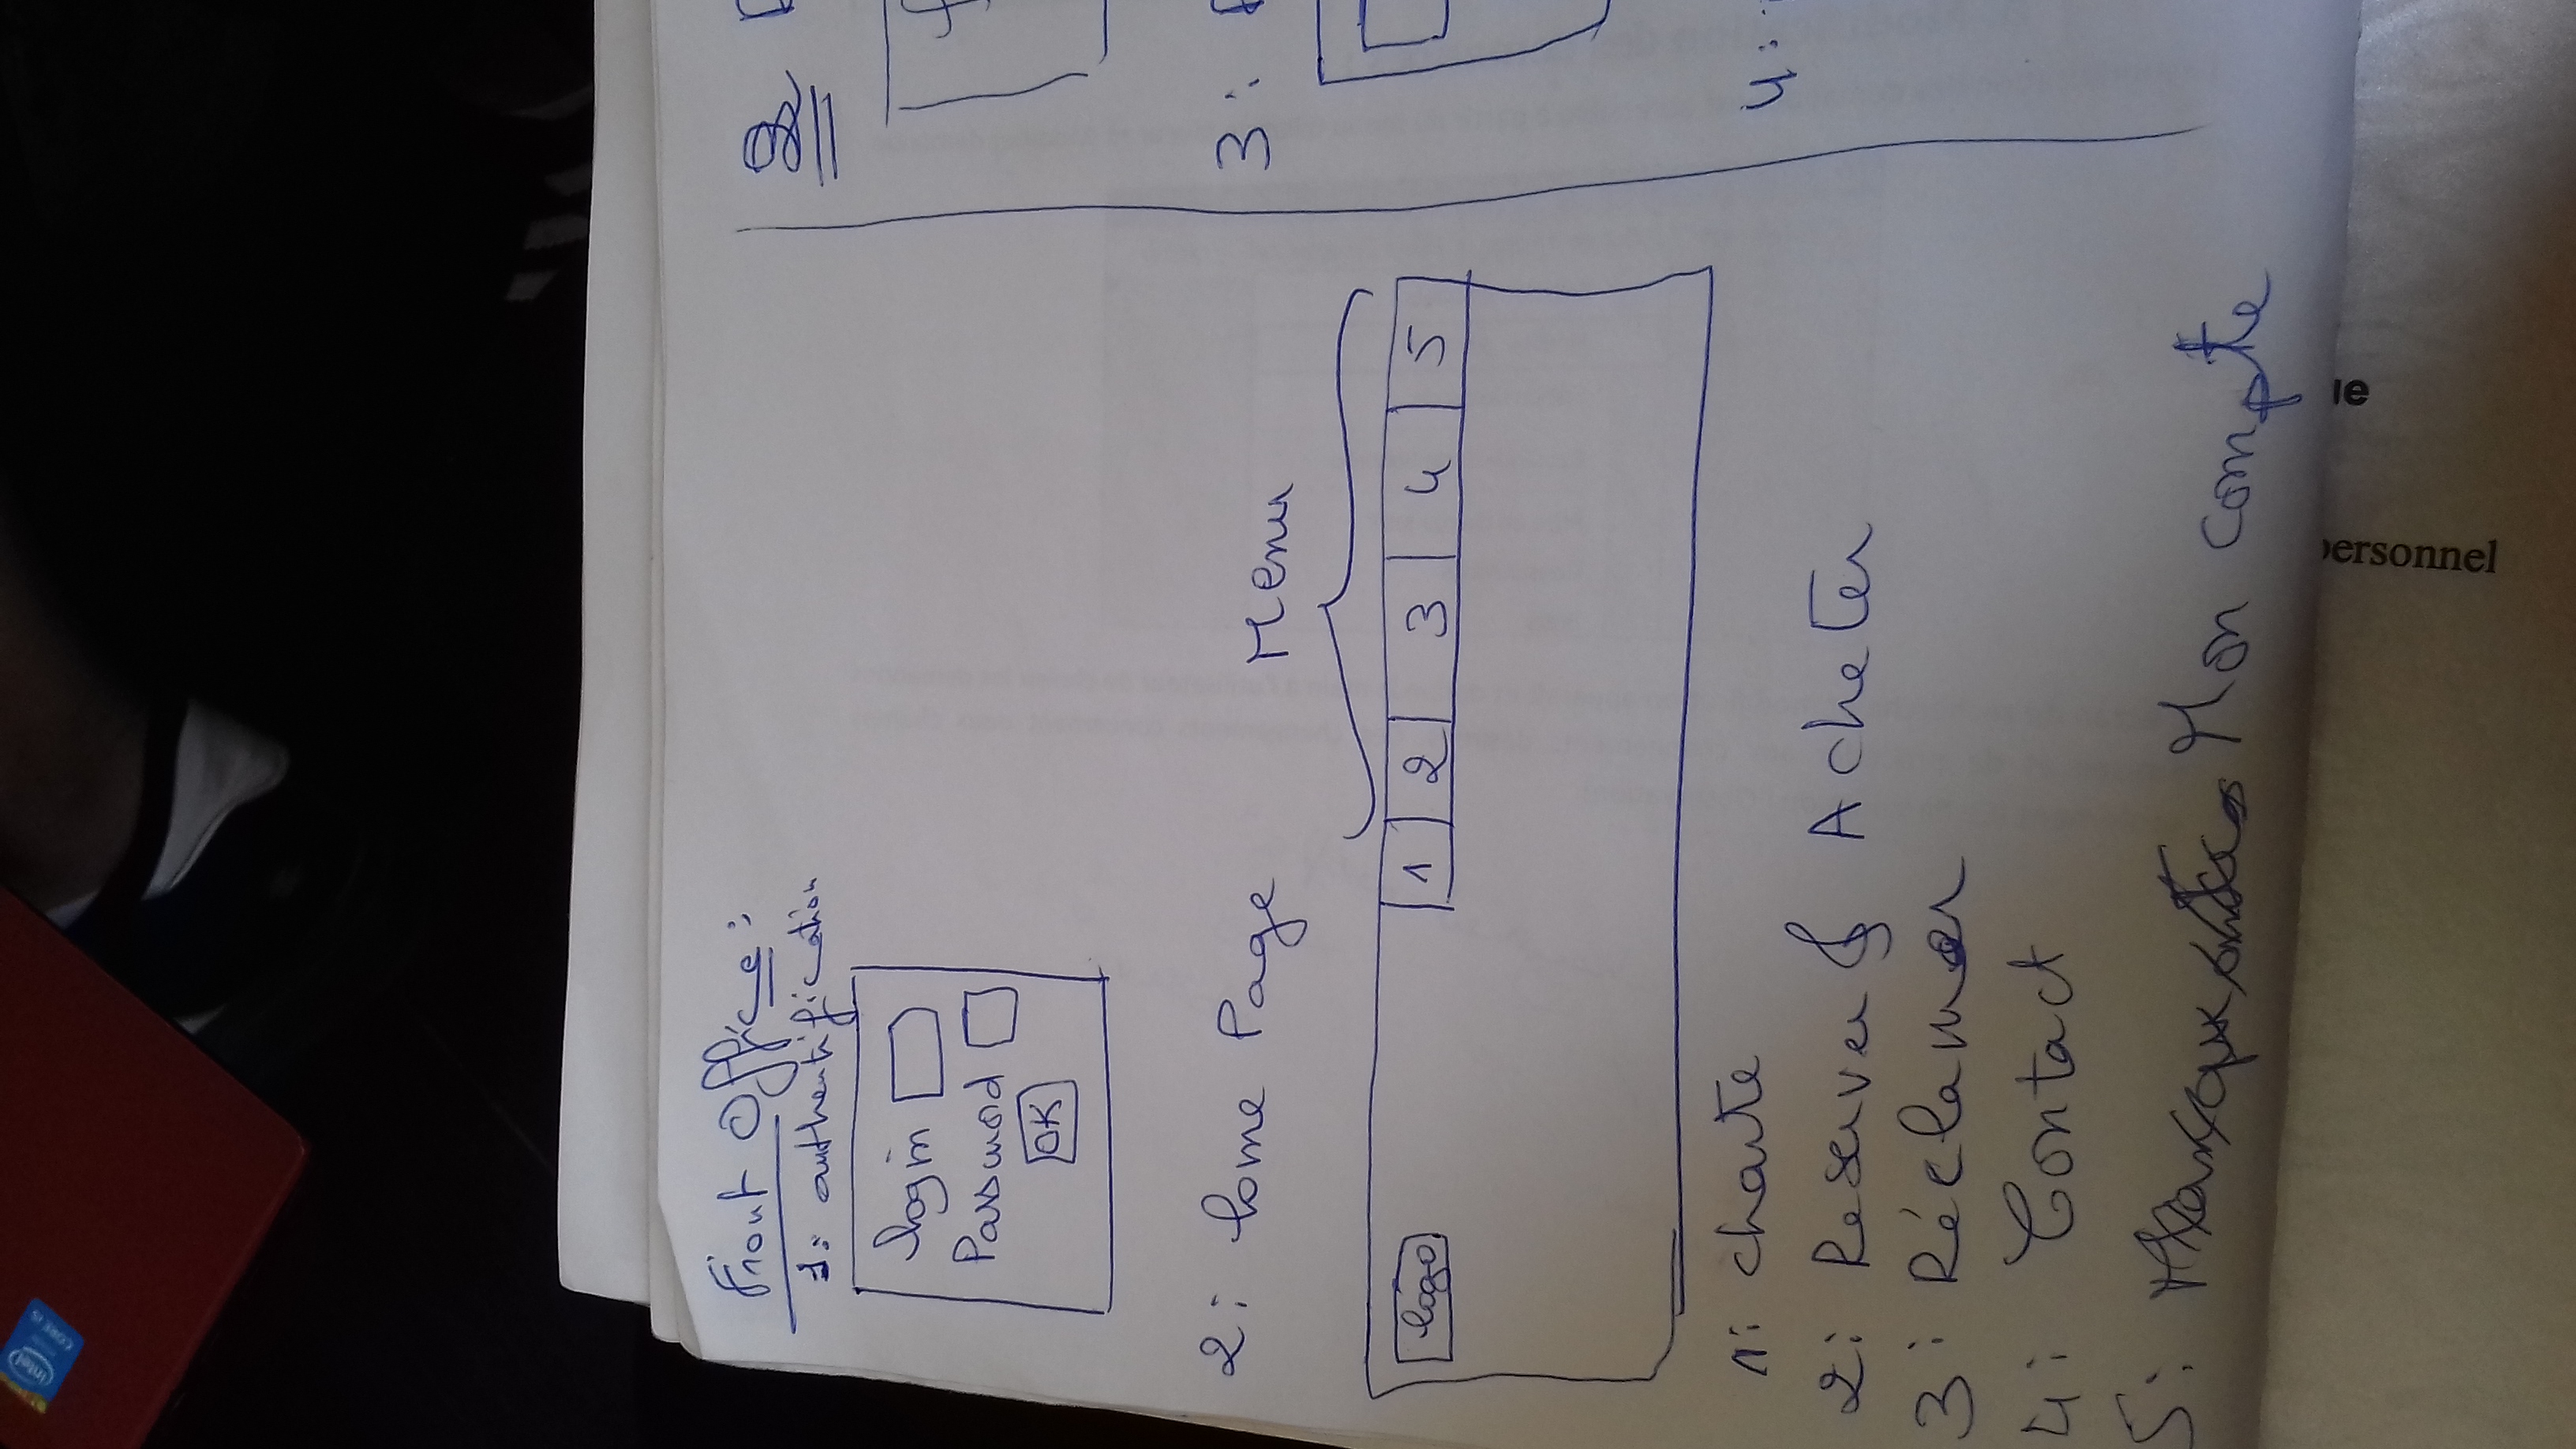 intel
CORE i5
Front Office :
1: authentification
login
Password
OK
2: home Page
Menu
logo
1 2 3 4 5
1: charte
2: Reserver & Acheter
3: Réclamer
4: Contact
5: Mon compte
2
3:
4:
personnel
le